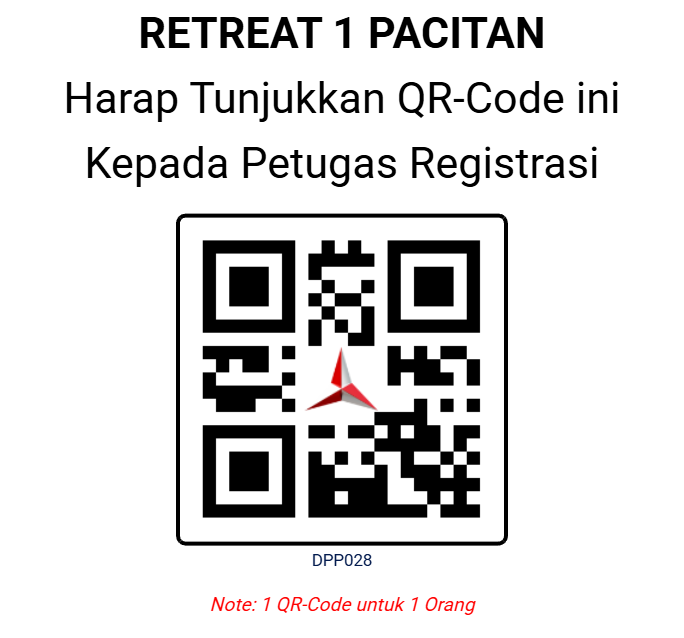 RETREAT 1 PACITAN
Harap Tunjukkan QR-Code ini
Kepada Petugas Registrasi
DPP028
Note: 1 QR-Code untuk 1 Orang